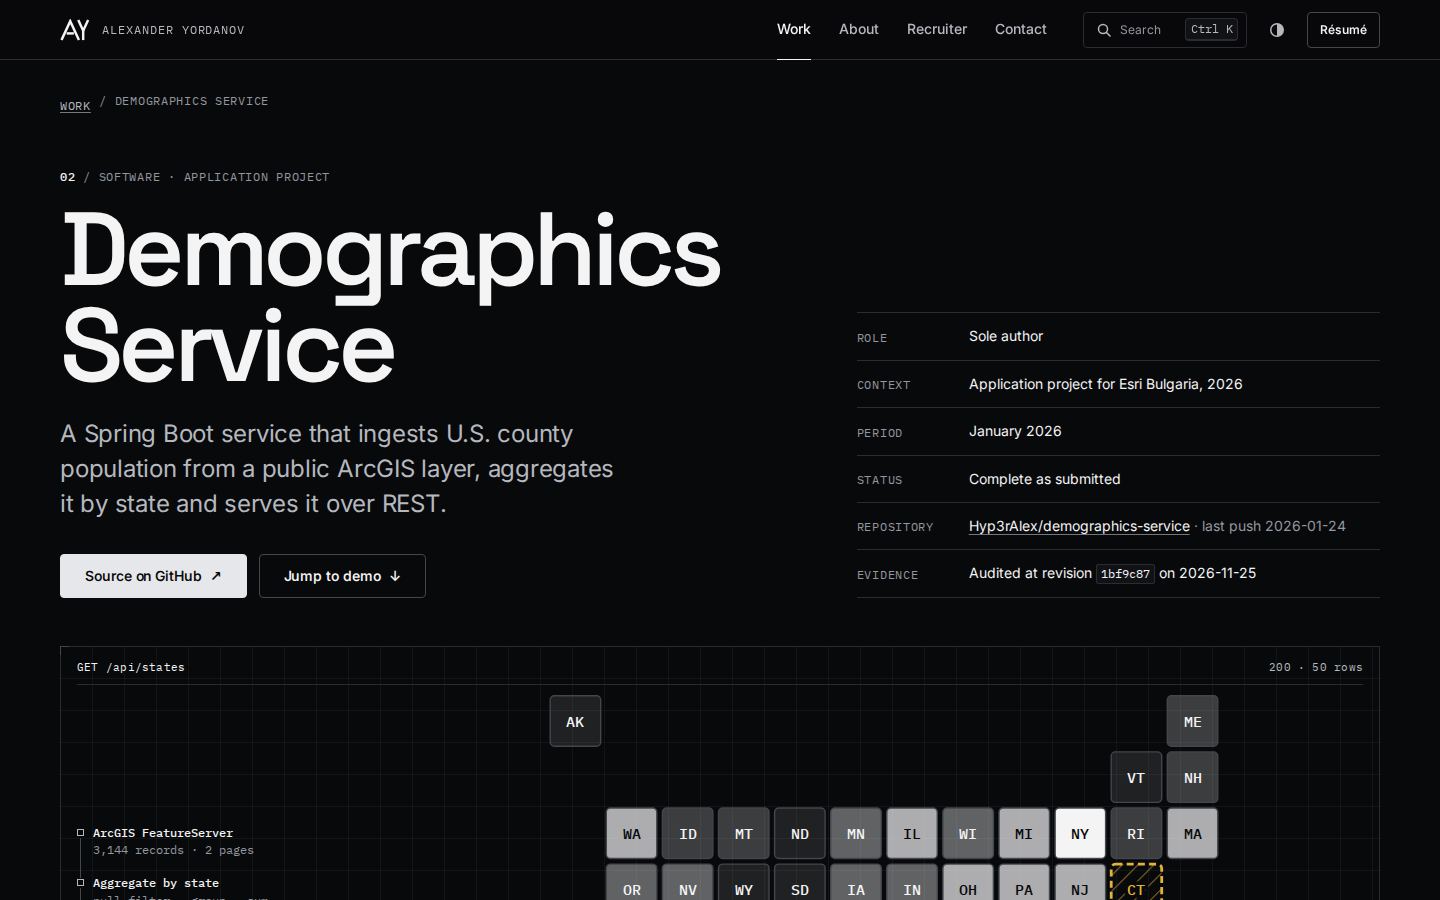 AY ALEXANDER YORDANOV
Work About Recruiter Contact Search Ctrl K Résumé
WORK / DEMOGRAPHICS SERVICE
02 / SOFTWARE · APPLICATION PROJECT
Demographics
Service
A Spring Boot service that ingests U.S. county
population from a public ArcGIS layer, aggregates
it by state and serves it over REST.
Source on GitHub ↗ Jump to demo ↓
ROLE Sole author
CONTEXT Application project for Esri Bulgaria, 2026
PERIOD January 2026
STATUS Complete as submitted
REPOSITORY Hyp3rAlex/demographics-service · last push 2026-01-24
EVIDENCE Audited at revision 1bf9c87 on 2026-11-25
GET /api/states 200 · 50 rows
AK ME
VT NH
WA ID MT ND MN IL WI MI NY RI MA
ArcGIS FeatureServer
3,144 records · 2 pages
Aggregate by state
OR NV WY SD IA IN OH PA NJ CT